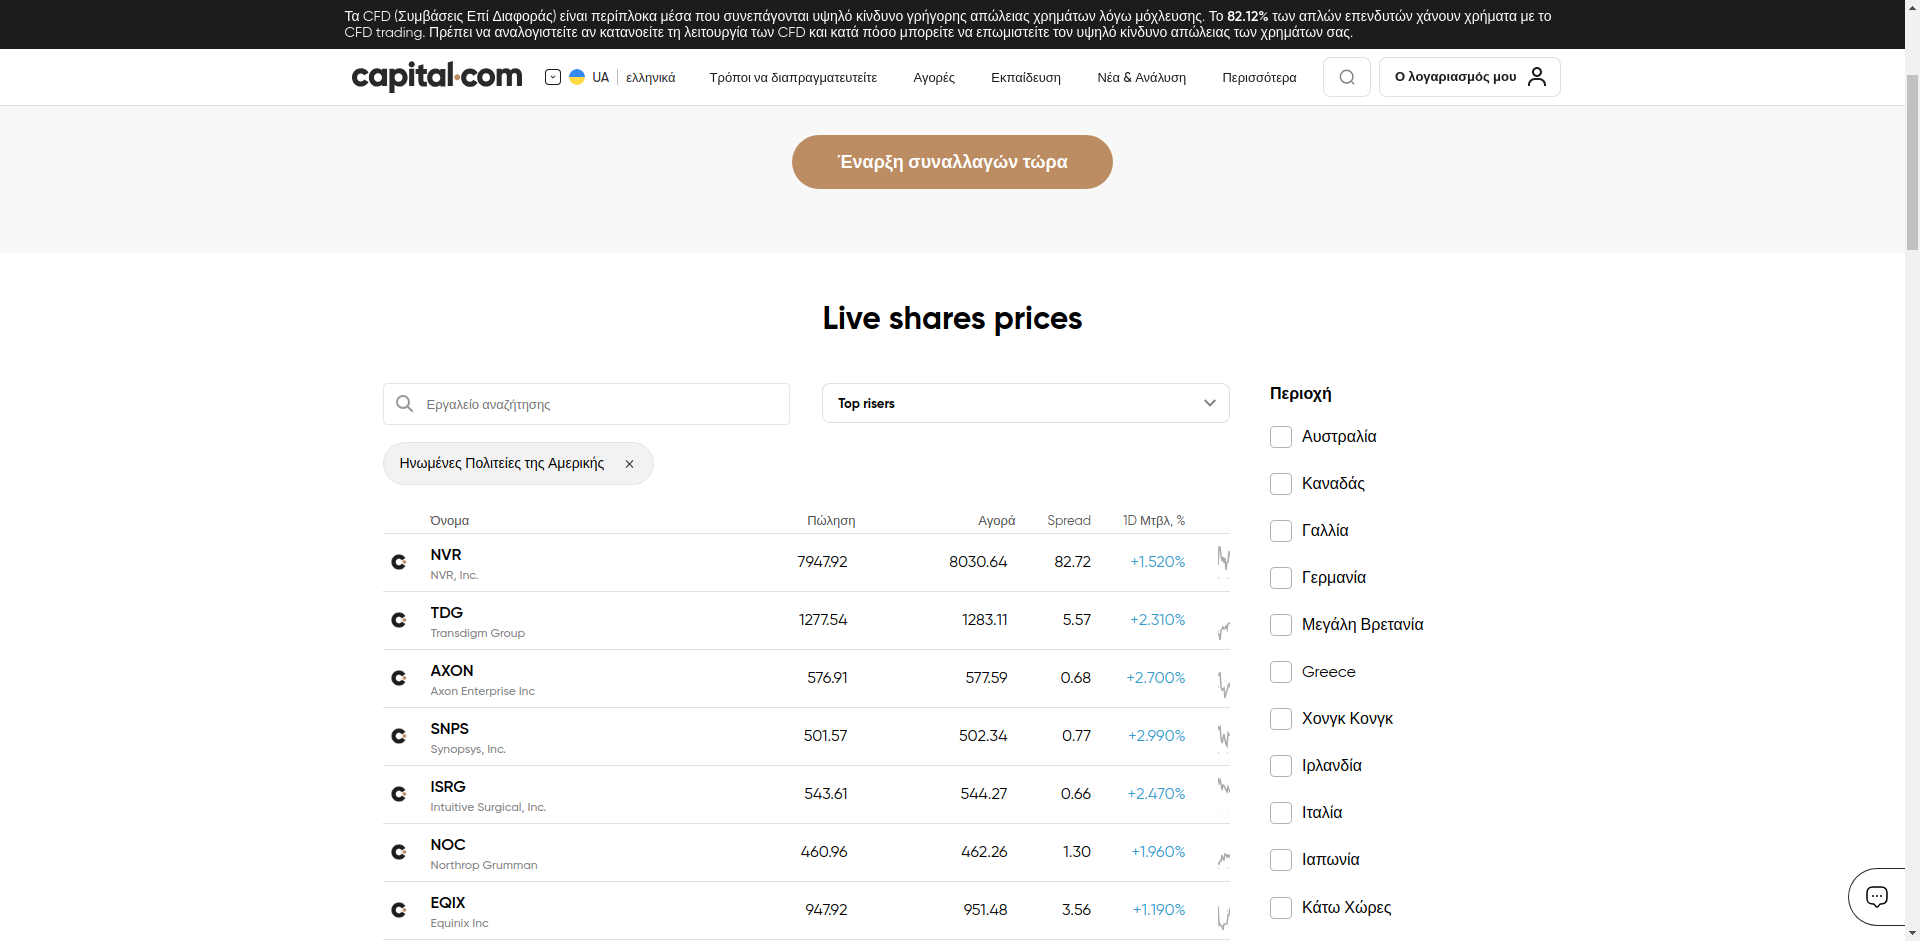 Τα CFD (Συμβάσεις Επί Διαφοράς) είναι περίπλοκα μέσα που συνεπάγονται υψηλό κίνδυνο γρήγορης απώλειας χρημάτων λόγω μόχλευσης. Το 82.12% των απλών επενδυτών χάνουν χρήματα με το
CFD trading. Πρέπει να αναλογιστείτε αν κατανοείτε τη λειτουργία των CFD και κατά πόσο μπορείτε να επωμιστείτε τον υψηλό κίνδυνο απώλειας των χρημάτων σας.
capital.com UA ελληνικά Τρόποι να διαπραγματευτείτε Αγορές Εκπαίδευση Νέα & Ανάλυση Περισσότερα Ο λογαριασμός μου
Έναρξη συναλλαγών τώρα
Live shares prices
Εργαλείο αναζήτησης Top risers
Ηνωμένες Πολιτείες της Αμερικής
Όνομα Πώληση Αγορά Spread 1D Μτβλ, %
NVR 7947.92 8030.64 82.72 +1.520%
NVR, Inc.
TDG 1277.54 1283.11 5.57 +2.310%
Transdigm Group
AXON 576.91 577.59 0.68 +2.700%
Axon Enterprise Inc
SNPS 501.57 502.34 0.77 +2.990%
Synopsys, Inc.
ISRG 543.61 544.27 0.66 +2.470%
Intuitive Surgical, Inc.
NOC 460.96 462.26 1.30 +1.960%
Northrop Grumman
EQIX 947.92 951.48 3.56 +1.190%
Equinix Inc
Περιοχή
Αυστραλία
Καναδάς
Γαλλία
Γερμανία
Μεγάλη Βρετανία
Greece
Χονγκ Κονγκ
Ιρλανδία
Ιταλία
Ιαπωνία
Κάτω Χώρες